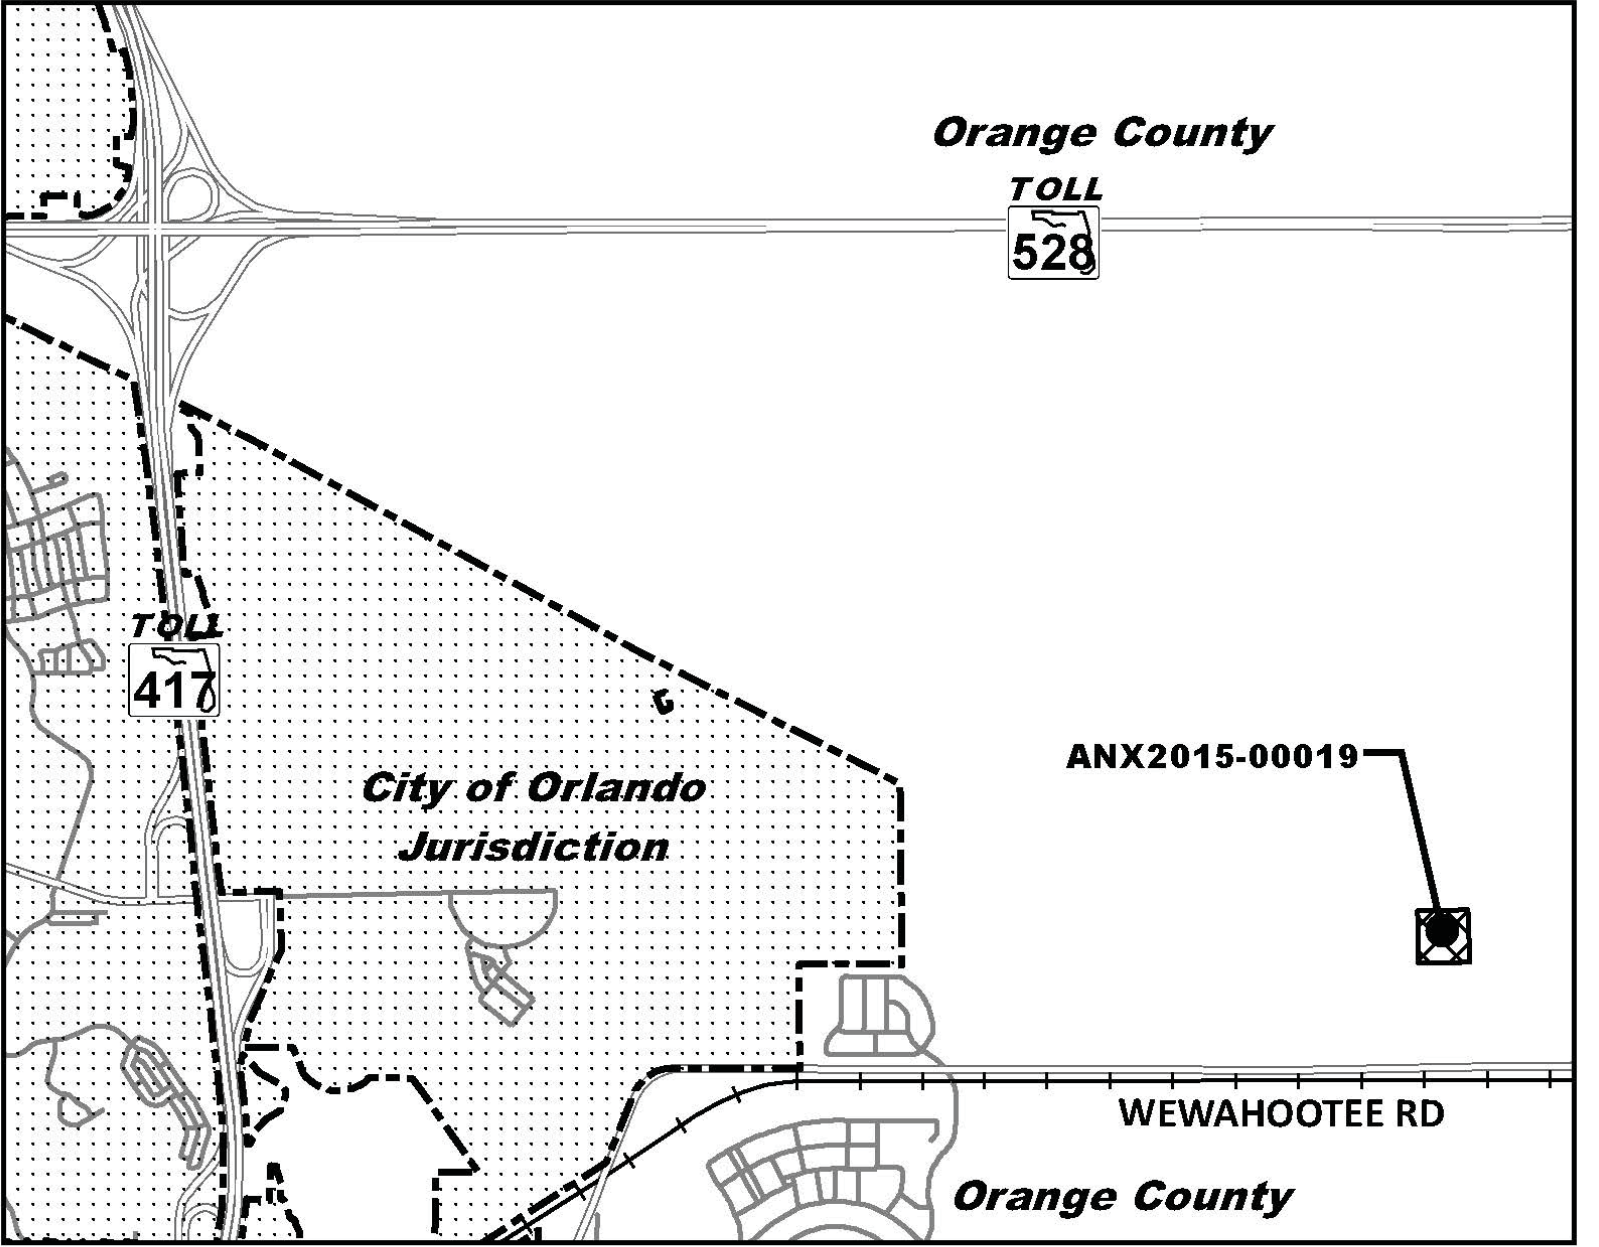 Orange County
TOLL
528
TOLL
417
ANX2015-00019
City of Orlando
Jurisdiction
WEWAHOOTEE RD
Orange County